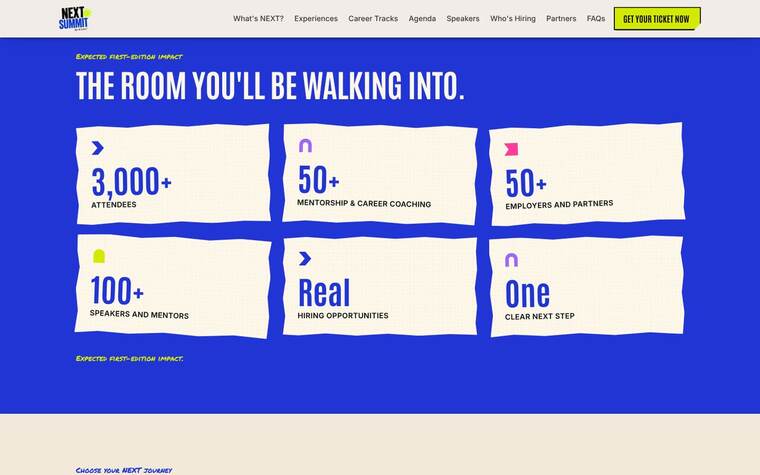 NEXT
SUMMIT
What's NEXT?
Experiences
Career Tracks
Agenda
Speakers
Who's Hiring
Partners
FAQs
GET YOUR TICKET NOW
Expected first-edition impact
THE ROOM YOU'LL BE WALKING INTO.
3,000+
ATTENDEES
50+
MENTORSHIP & CAREER COACHING
50+
EMPLOYERS AND PARTNERS
100+
SPEAKERS AND MENTORS
Real
HIRING OPPORTUNITIES
One
CLEAR NEXT STEP
Expected first-edition impact.
Choose your NEXT journey